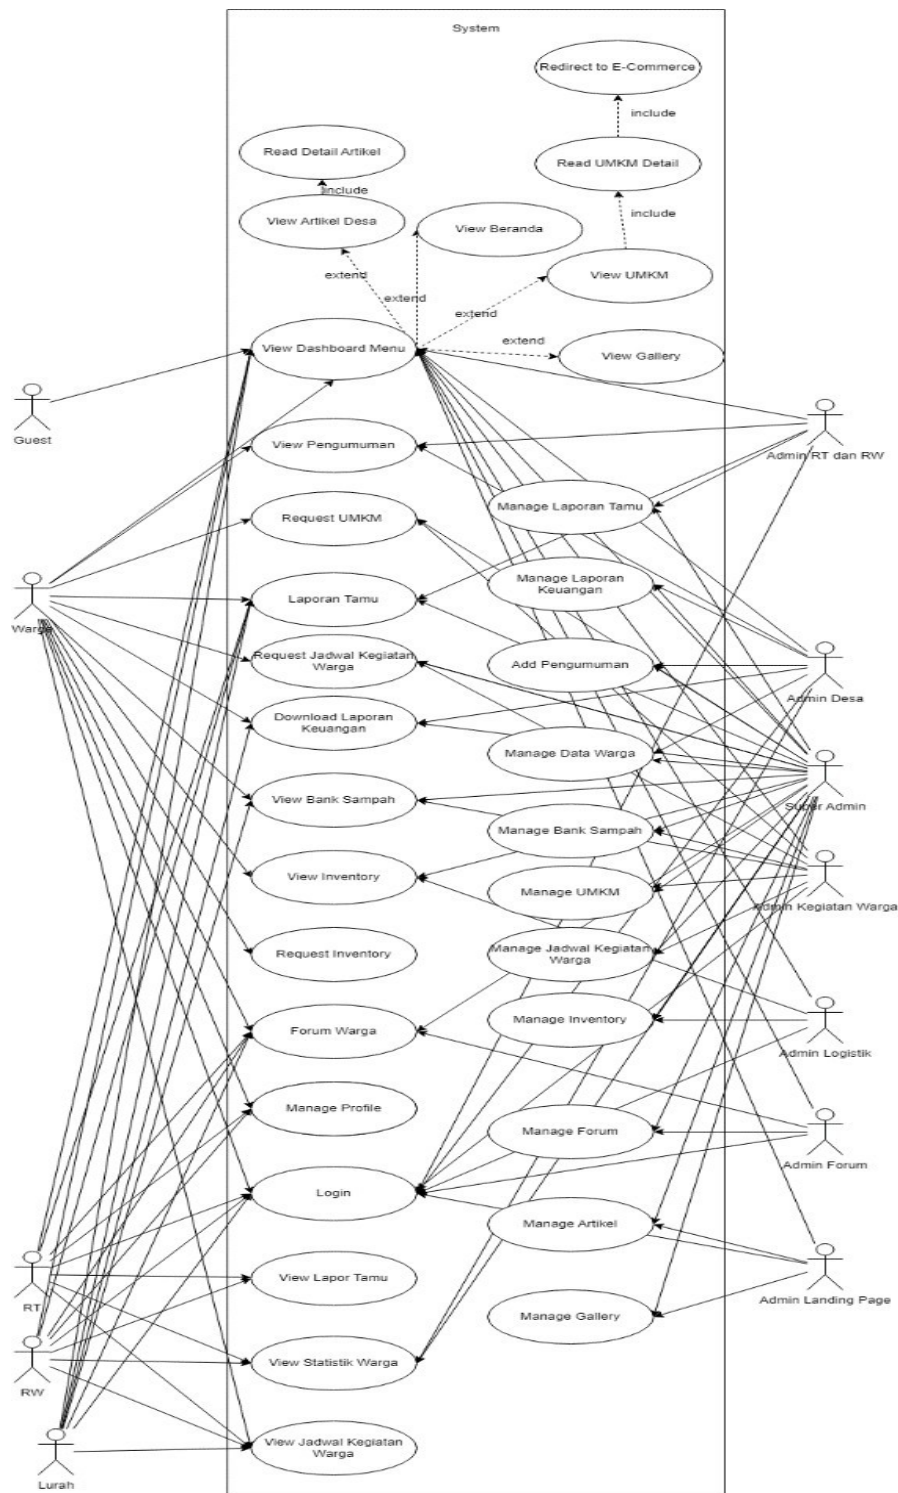 System
Redirect to E-Commerce
include
Read Detail Artikel
Read UMKM Detail
include
View Artikel Desa
include
View Beranda
extend
View UMKM
extend
extend
View Dashboard Menu
extend
View Gallery
Guest
View Pengumuman
Admin RT dan RW
Manage Laporan Tamu
Request UMKM
Manage Laporan
Keuangan
Laporan Tamu
Warga
Request Jadwal Kegiatan
Warga
Add Pengumuman
Admin Desa
Download Laporan
Keuangan
Manage Data Warga
View Bank Sampah
Super Admin
Manage Bank Sampah
View Inventory
Manage UMKM
Admin Kegiatan Warga
Request Inventory
Manage Jadwal Kegiatan
Warga
Forum Warga
Manage Inventory
Admin Logistik
Manage Profile
Manage Forum
Admin Forum
Login
Manage Artikel
View Lapor Tamu
RT
Admin Landing Page
Manage Gallery
View Statistik Warga
RW
View Jadwal Kegiatan
Warga
Lurah